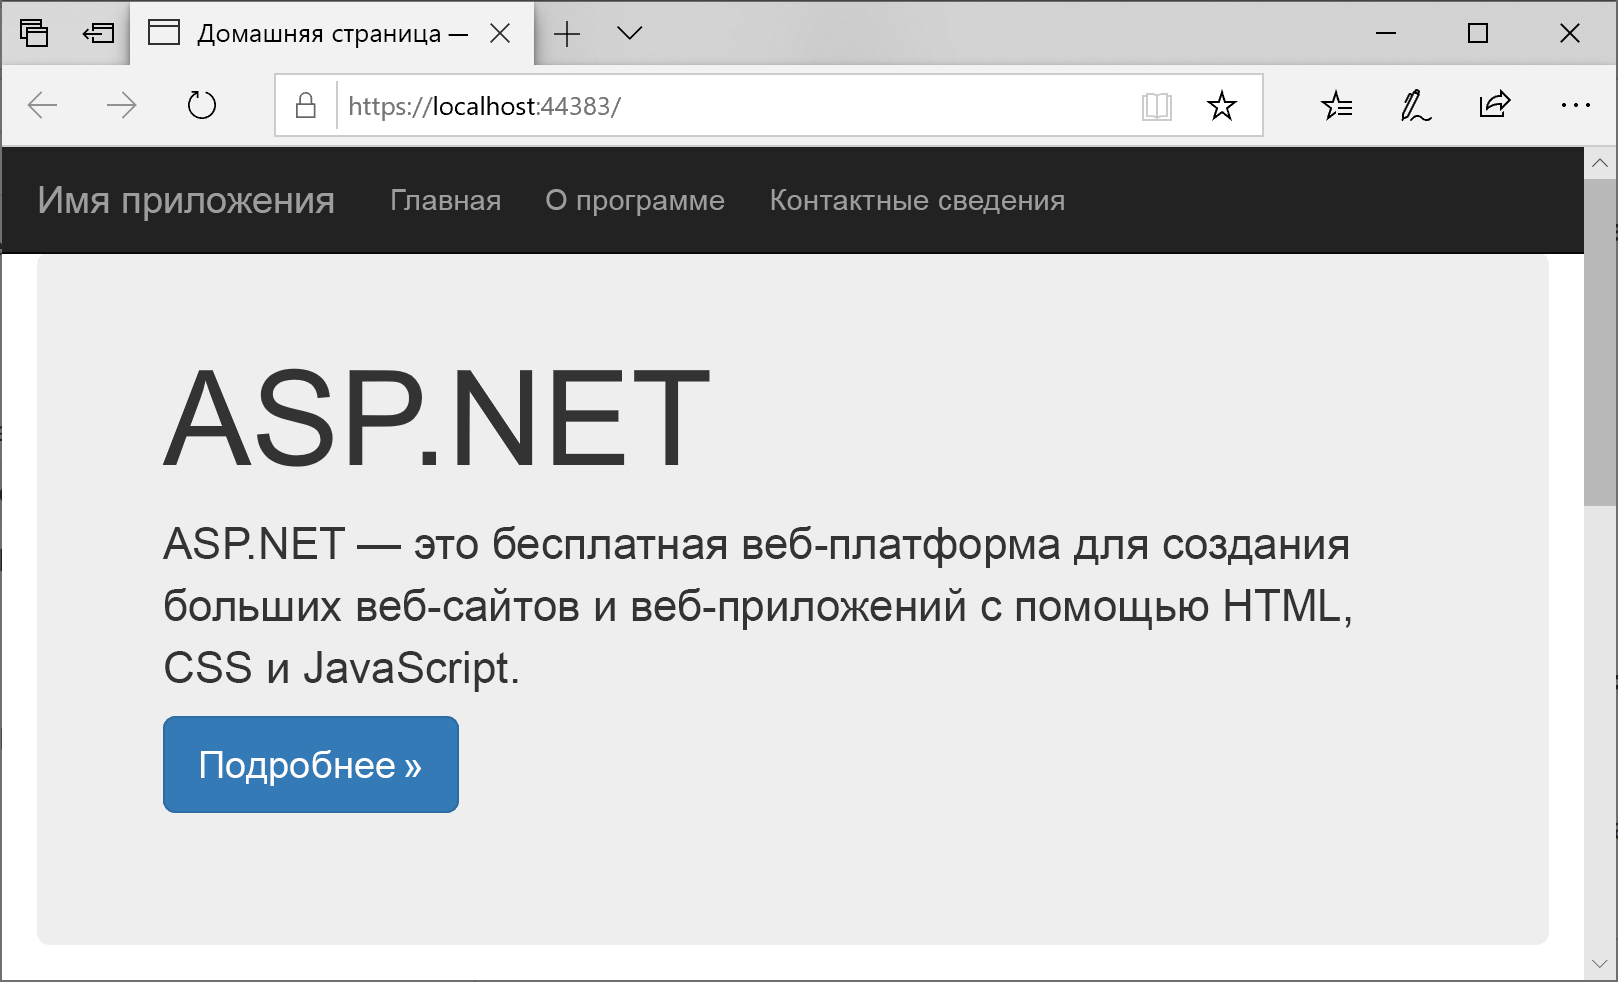 Домашняя страница —
https://localhost:44383/
Имя приложения Главная О программе Контактные сведения
ASP.NET
ASP.NET — это бесплатная веб-платформа для создания
больших веб-сайтов и веб-приложений с помощью HTML,
CSS и JavaScript.
Подробнее »